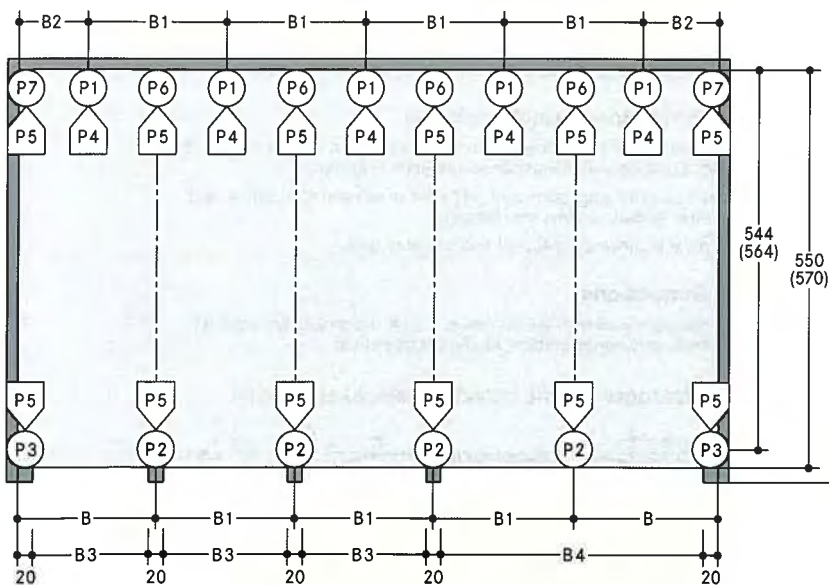 B2 B1 B1 B1 B1 B2
P7 P1 P6 P1 P6 P1 P6 P1 P6 P1 P7
P5 P4 P5 P4 P5 P4 P5 P4 P5 P4 P5
544
(564)
550
(570)
P5 P5 P5 P5 P5 P5
P3 P2 P2 P2 P2 P3
B B1 B1 B1 B
B3 B3 B3 B4
20 20 20 20 20